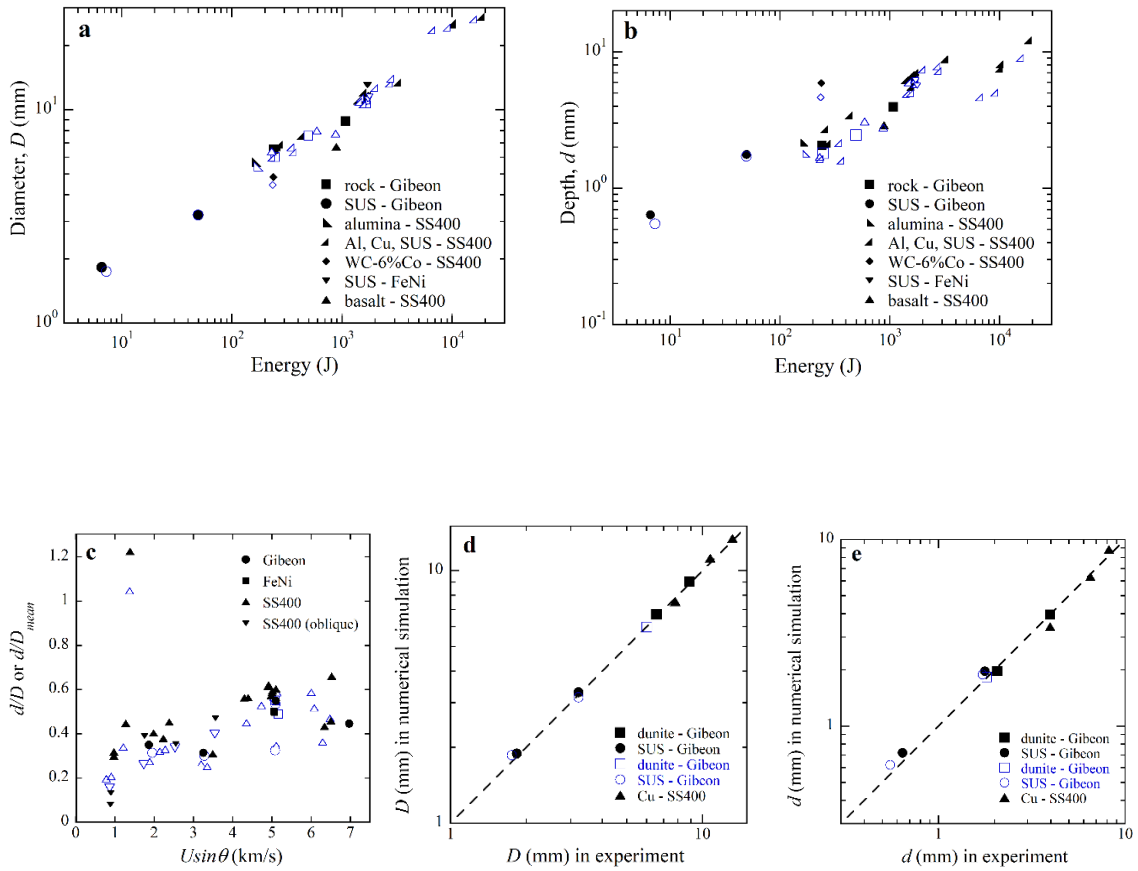 a
Diameter, D (mm)
10^1
10^0
10^1 10^2 10^3 10^4
Energy (J)
rock - Gibeon
SUS - Gibeon
alumina - SS400
Al, Cu, SUS - SS400
WC-6%Co - SS400
SUS - FeNi
basalt - SS400
b
Depth, d (mm)
10^1
10^0
10^-1
10^1 10^2 10^3 10^4
Energy (J)
rock - Gibeon
SUS - Gibeon
alumina - SS400
Al, Cu, SUS - SS400
WC-6%Co - SS400
SUS - FeNi
basalt - SS400
c
d/D or d/D_mean
1.2
1
0.8
0.6
0.4
0.2
0
0 1 2 3 4 5 6 7
Usinθ (km/s)
Gibeon
FeNi
SS400
SS400 (oblique)
d
D (mm) in numerical simulation
10
1
1 10
D (mm) in experiment
dunite - Gibeon
SUS - Gibeon
dunite - Gibeon
SUS - Gibeon
Cu - SS400
e
d (mm) in numerical simulation
10
1
1 10
d (mm) in experiment
dunite - Gibeon
SUS - Gibeon
dunite - Gibeon
SUS - Gibeon
Cu - SS400